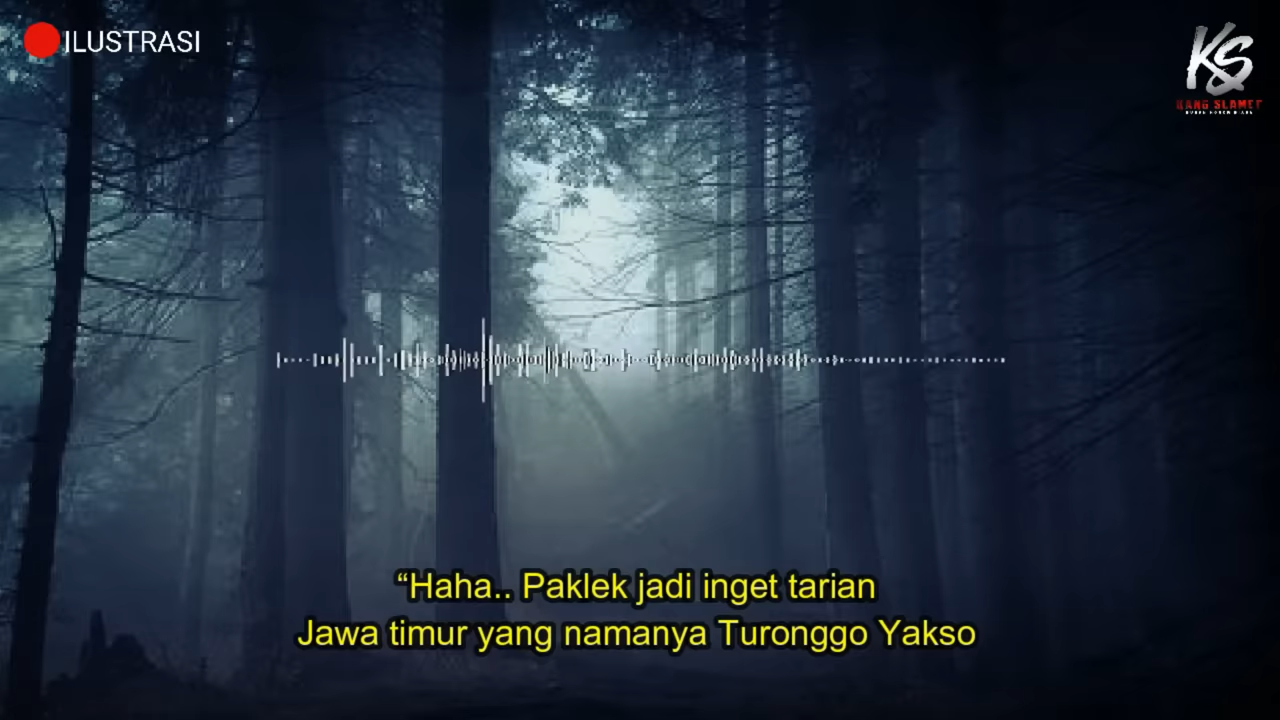 ILUSTRASI
KS
KANG SLAMET
“Haha.. Paklek jadi inget tarian
Jawa timur yang namanya Turonggo Yakso